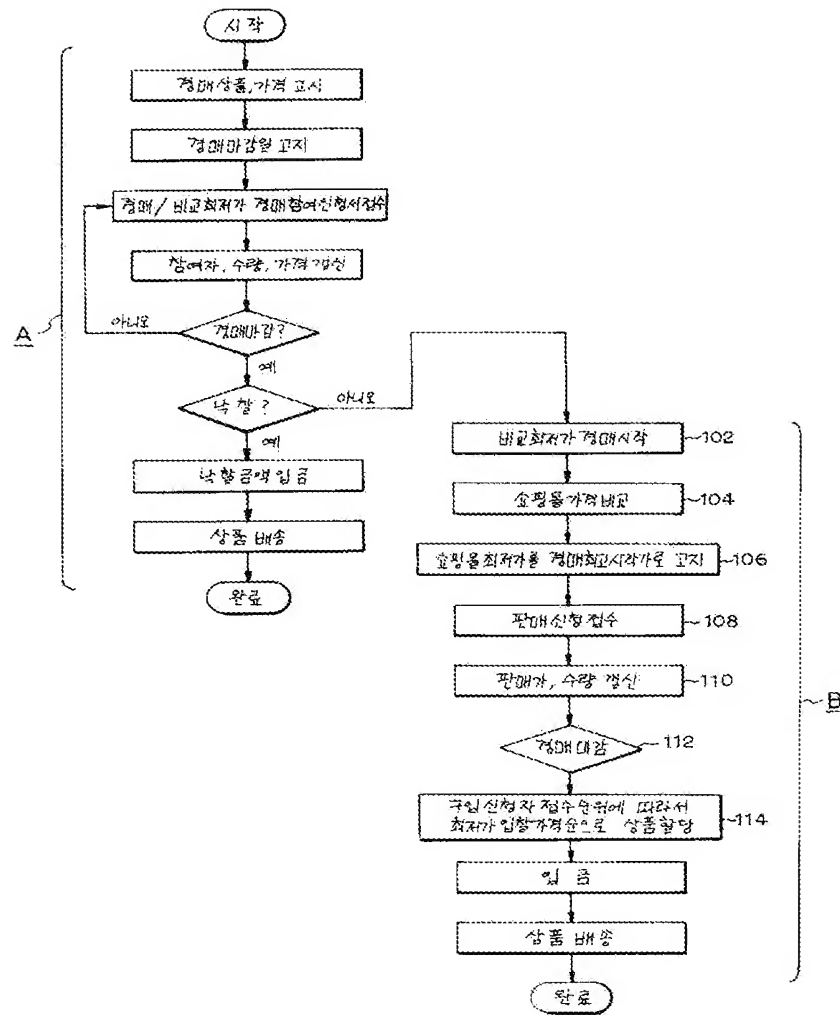 시작
경매상품, 가격 고시
경매마감일 고지
경매/비교최저가 경매참여신청서접수
참여자, 수량, 가격갱신
A
아니오
경매마감?
예
낙찰?
아니오
예
낙찰금액입금
상품 배송
완료
비교최저가 경매시작
102
쇼핑몰가격비교
104
쇼핑몰최저가를 경매최고시작가로 고지
106
판매신청접수
108
판매가, 수량 갱신
110
B
경매마감
112
구입신청자 접수순위에 따라서
최저가입찰가격순으로 상품할당
114
입금
상품 배송
완료